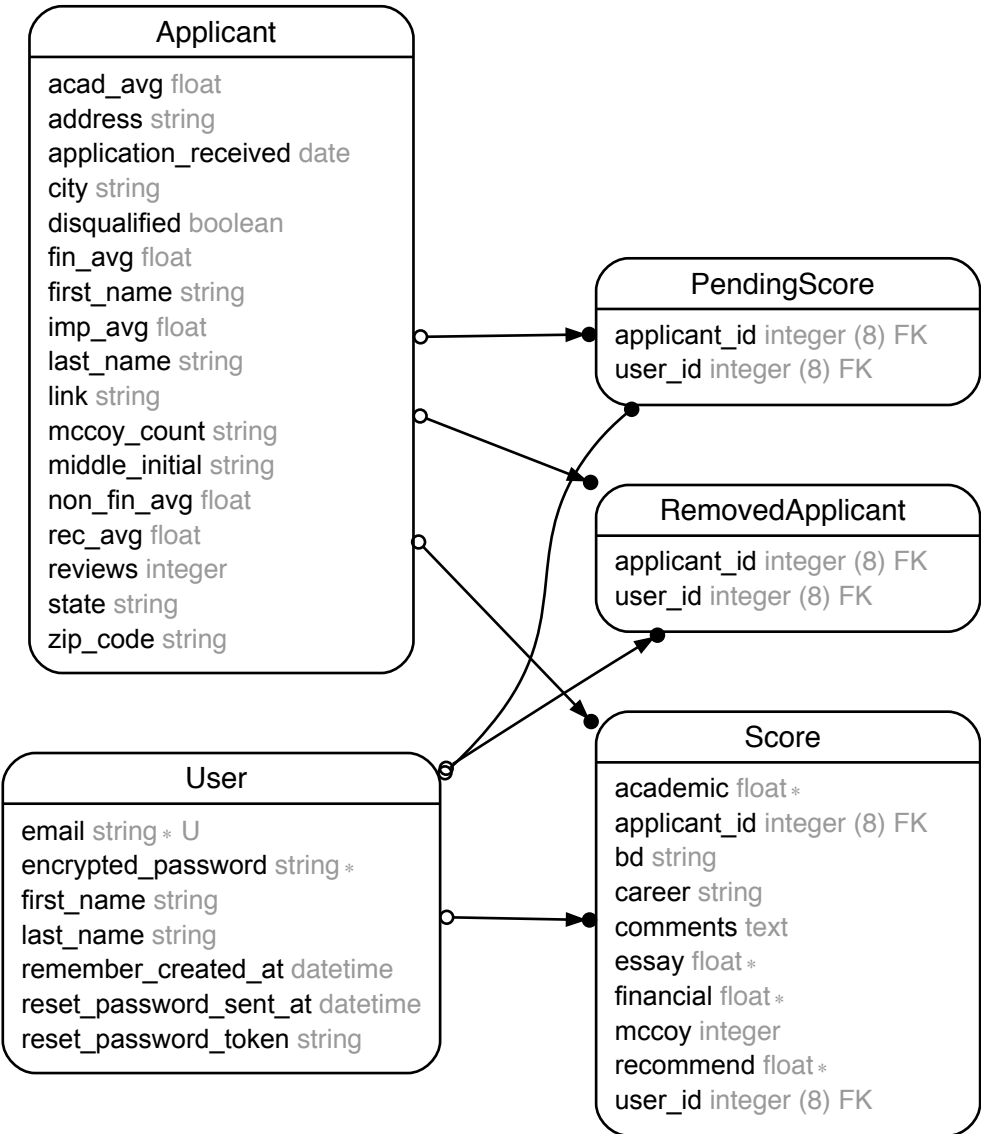 Applicant
acad_avg float
address string
application_received date
city string
disqualified boolean
fin_avg float
first_name string
imp_avg float
last_name string
link string
mccoy_count string
middle_initial string
non_fin_avg float
rec_avg float
reviews integer
state string
zip_code string
PendingScore
applicant_id integer (8) FK
user_id integer (8) FK
RemovedApplicant
applicant_id integer (8) FK
user_id integer (8) FK
User
email string * U
encrypted_password string *
first_name string
last_name string
remember_created_at datetime
reset_password_sent_at datetime
reset_password_token string
Score
academic float *
applicant_id integer (8) FK
bd string
career string
comments text
essay float *
financial float *
mccoy integer
recommend float *
user_id integer (8) FK